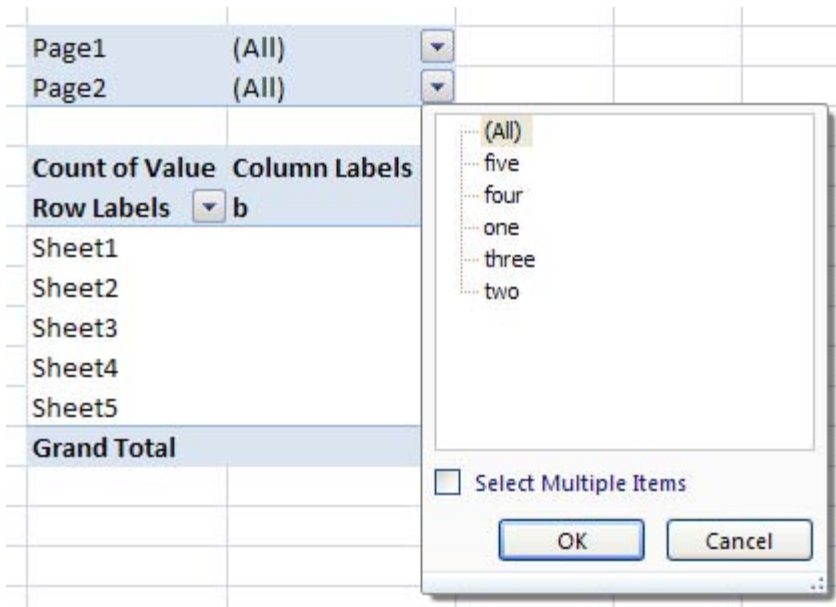 Page1 (All)
Page2 (All)
Count of Value Column Labels
Row Labels b
Sheet1
Sheet2
Sheet3
Sheet4
Sheet5
Grand Total
(All)
five
four
one
three
two
Select Multiple Items
OK Cancel